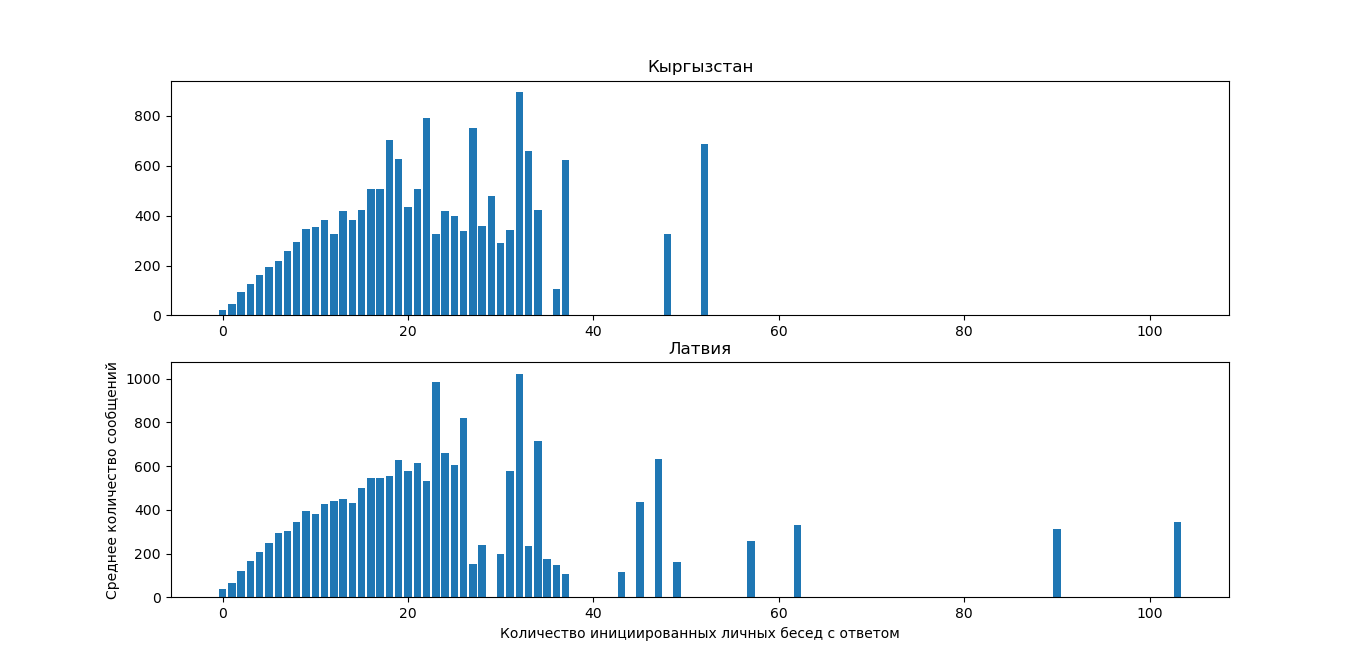 Кыргызстан
800
600
400
200
0
0 20 40 60 80 100
Латвия
Среднее количество сообщений
1000
800
600
400
200
0
0 20 40 60 80 100
Количество инициированных личных бесед с ответом